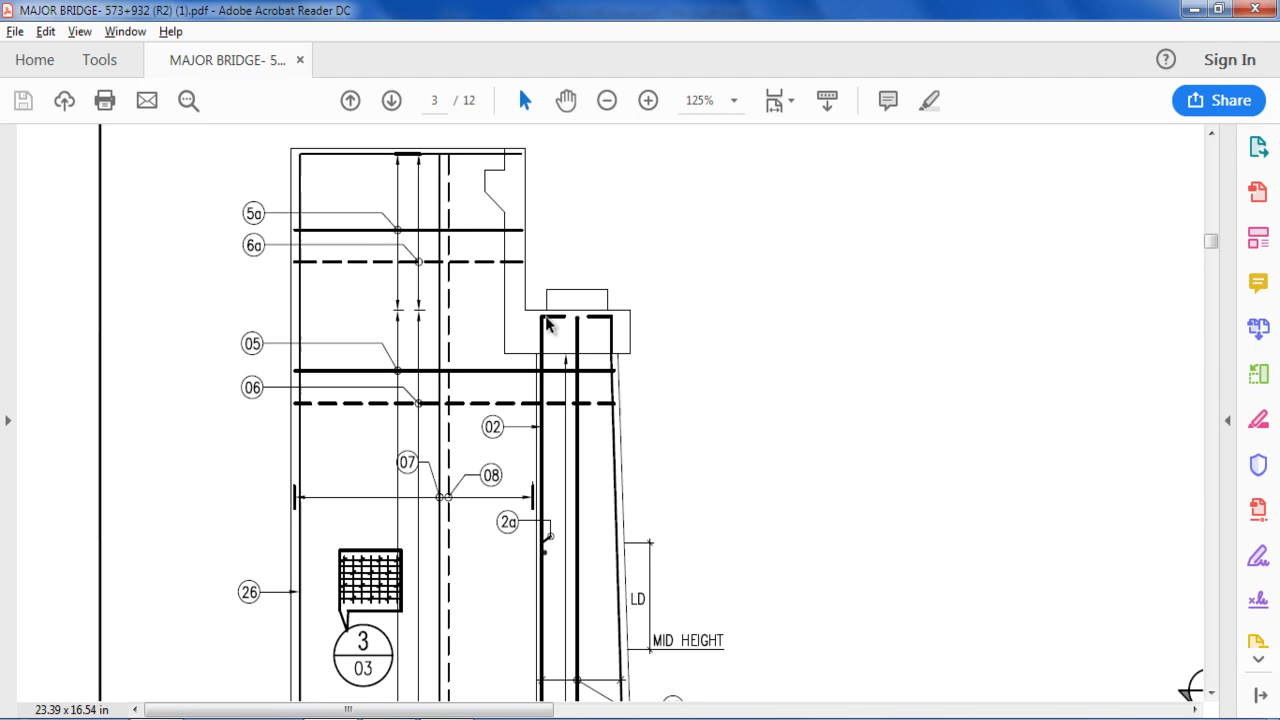 MAJOR BRIDGE- 573+932 (R2) (1).pdf - Adobe Acrobat Reader DC
File Edit View Window Help
Home Tools MAJOR BRIDGE- 5... × Sign In
3 / 12 125% Share
5a
6a
05
06
02
07 08
2a
26
LD
MID HEIGHT
3
03
23.39 x 16.54 in